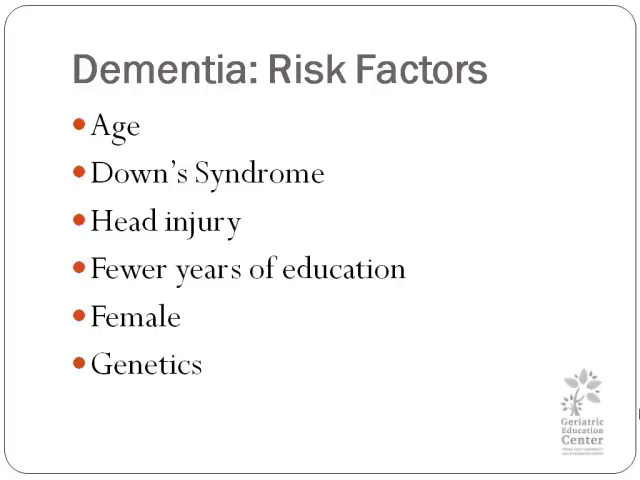 Dementia: Risk Factors
Age
Down's Syndrome
Head injury
Fewer years of education
Female
Genetics
Geriatric
Education
Center